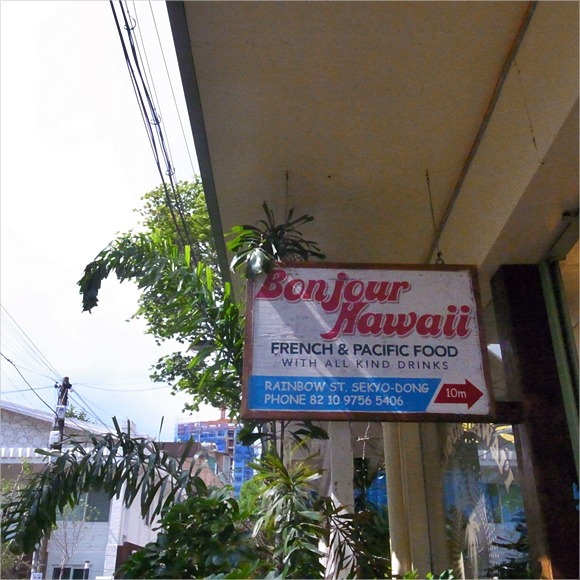 Bonjour
Hawaii
FRENCH & PACIFIC FOOD
WITH ALL KIND DRINKS
RAINBOW ST. SEKYO-DONG
PHONE 82 10 9756 5406
10m